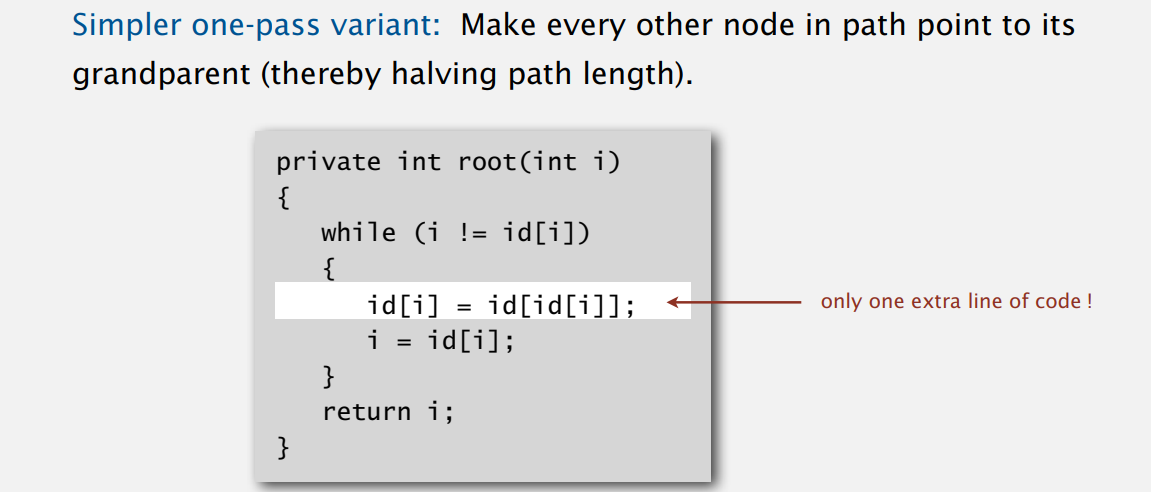 Simpler one-pass variant: Make every other node in path point to its
grandparent (thereby halving path length).
private int root(int i)
{
while (i != id[i])
{
id[i] = id[id[i]];
only one extra line of code !
i = id[i];
}
return i;
}